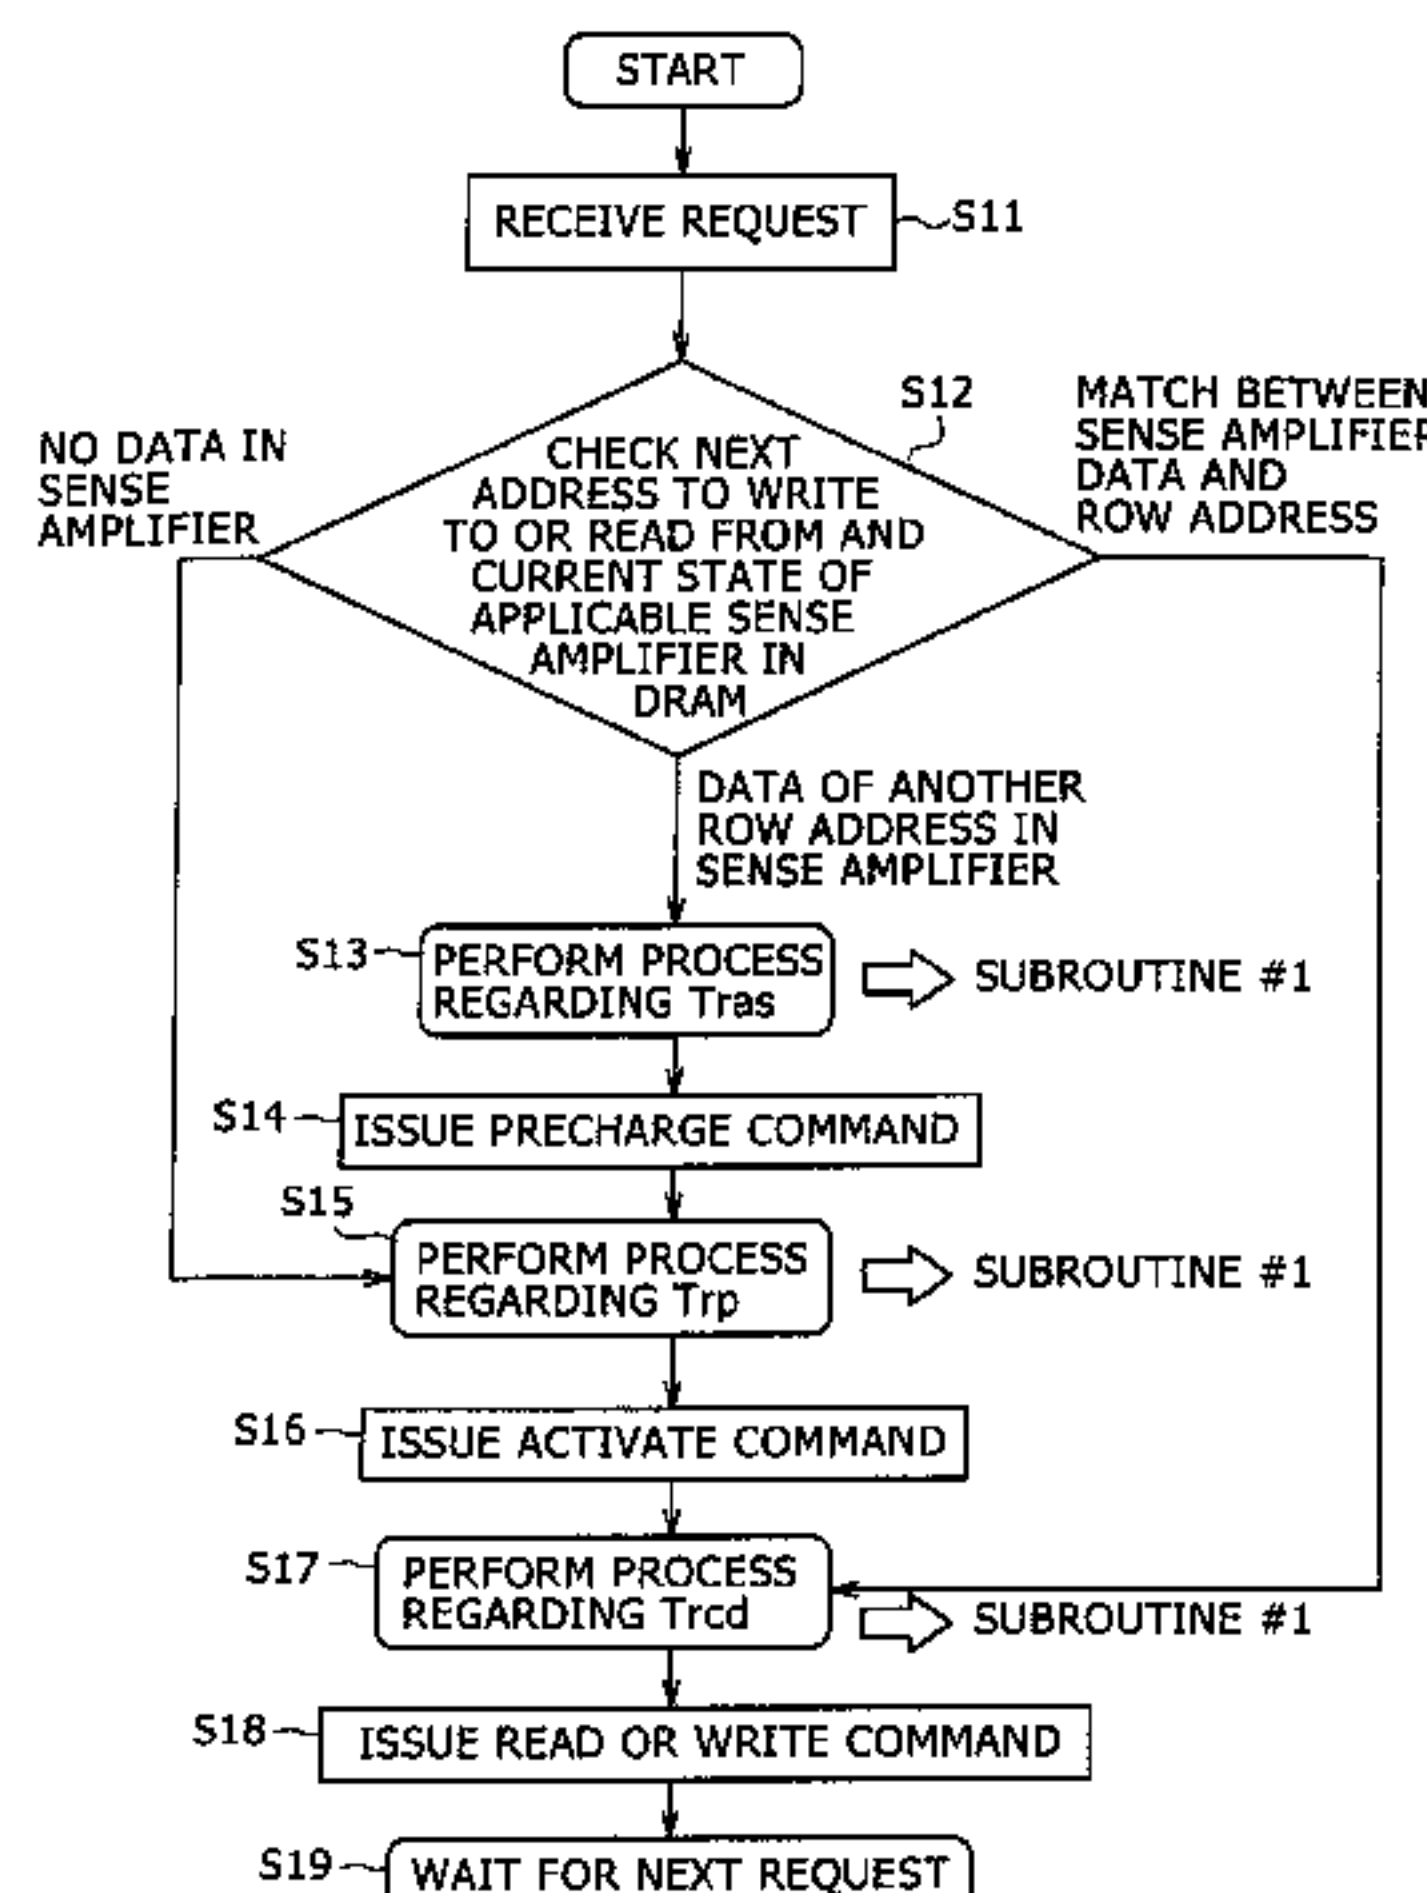 START
RECEIVE REQUEST
S11
S12
CHECK NEXT
ADDRESS TO WRITE
TO OR READ FROM AND
CURRENT STATE OF
APPLICABLE SENSE
AMPLIFIER IN
DRAM
NO DATA IN
SENSE
AMPLIFIER
MATCH BETWEEN
SENSE AMPLIFIER
DATA AND
ROW ADDRESS
DATA OF ANOTHER
ROW ADDRESS IN
SENSE AMPLIFIER
S13
PERFORM PROCESS
REGARDING Tras
SUBROUTINE #1
S14
ISSUE PRECHARGE COMMAND
S15
PERFORM PROCESS
REGARDING Trp
SUBROUTINE #1
S16
ISSUE ACTIVATE COMMAND
S17
PERFORM PROCESS
REGARDING Trcd
SUBROUTINE #1
S18
ISSUE READ OR WRITE COMMAND
S19
WAIT FOR NEXT REQUEST